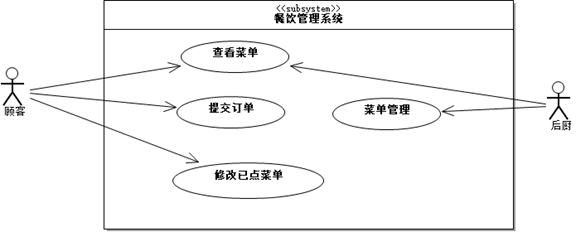 <<subsystem>>
餐饮管理系统
查看菜单
提交订单
菜单管理
修改已点菜单
顾客
后厨